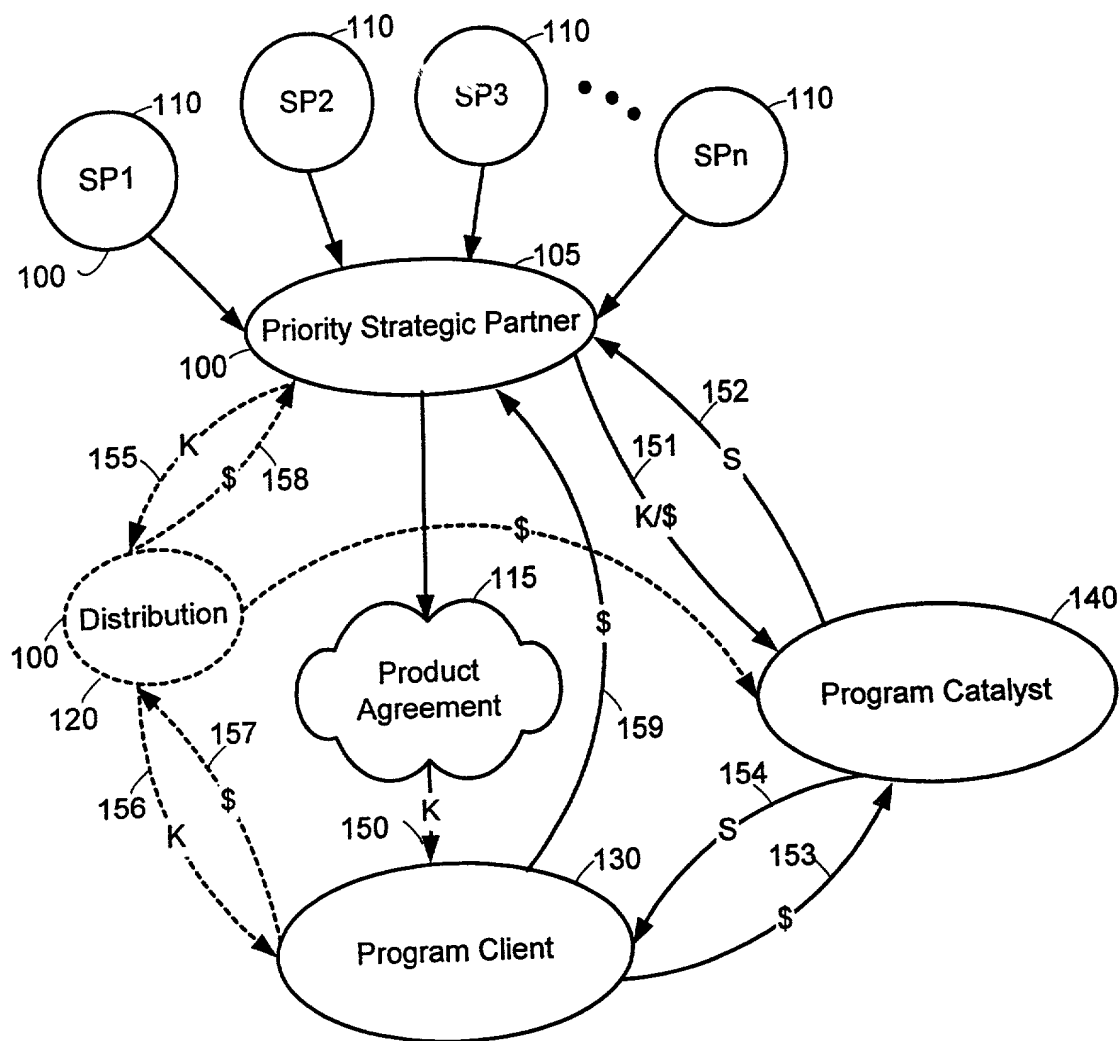 110
110
110
110
SP1
SP2
SP3
SPn
100
105
Priority Strategic Partner
100
152
151
S
K
155
$
158
K/$
$
115
140
Distribution
100
Product
Agreement
$
Program Catalyst
120
157
159
156
$
K
K
150
154
S
153
130
$
Program Client